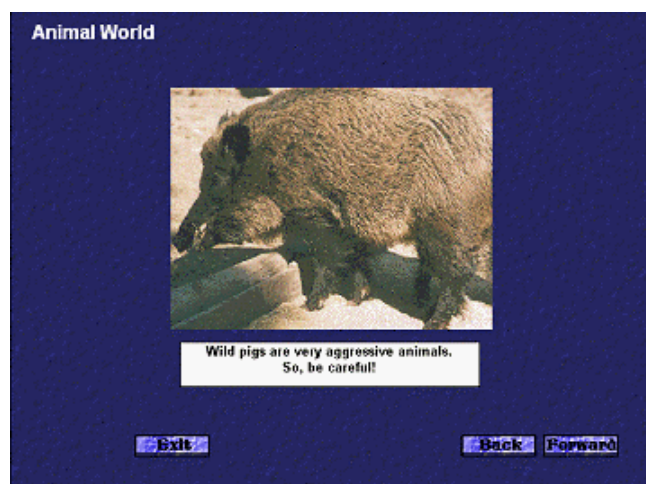 Animal World
Wild pigs are very aggressive animals.
So, be careful!
Exit
Back Forward